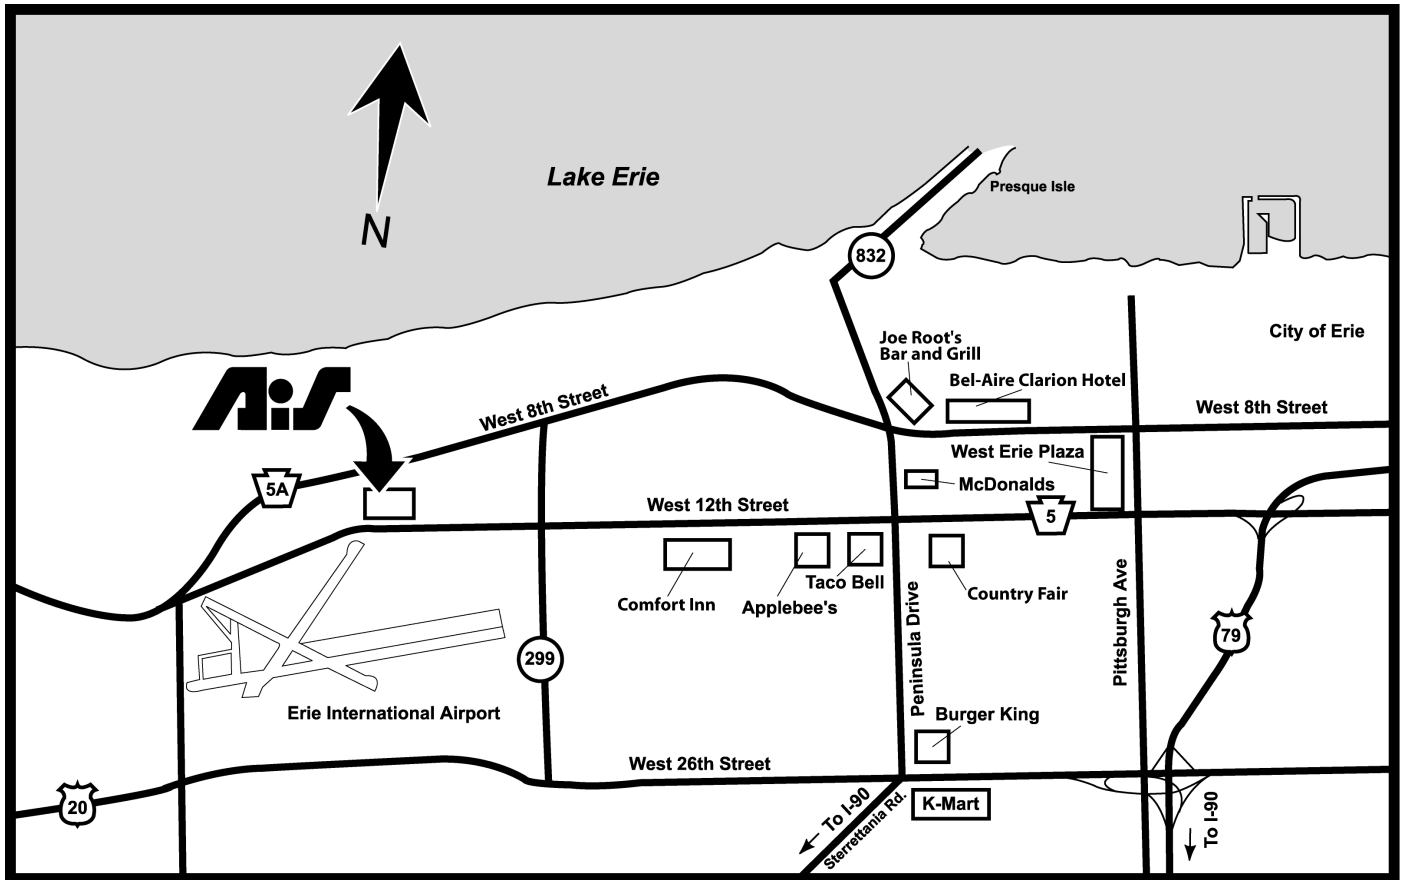 Lake Erie
N
Presque Isle
832
City of Erie
Joe Root's
Bar and Grill
Bel-Aire Clarion Hotel
AiS
West 8th Street
West 8th Street
West Erie Plaza
McDonalds
5A
West 12th Street
5
Comfort Inn
Applebee's
Taco Bell
Country Fair
Peninsula Drive
Pittsburgh Ave
79
299
Erie International Airport
Burger King
West 26th Street
20
K-Mart
To I-90
Sterrettania Rd.
To I-90